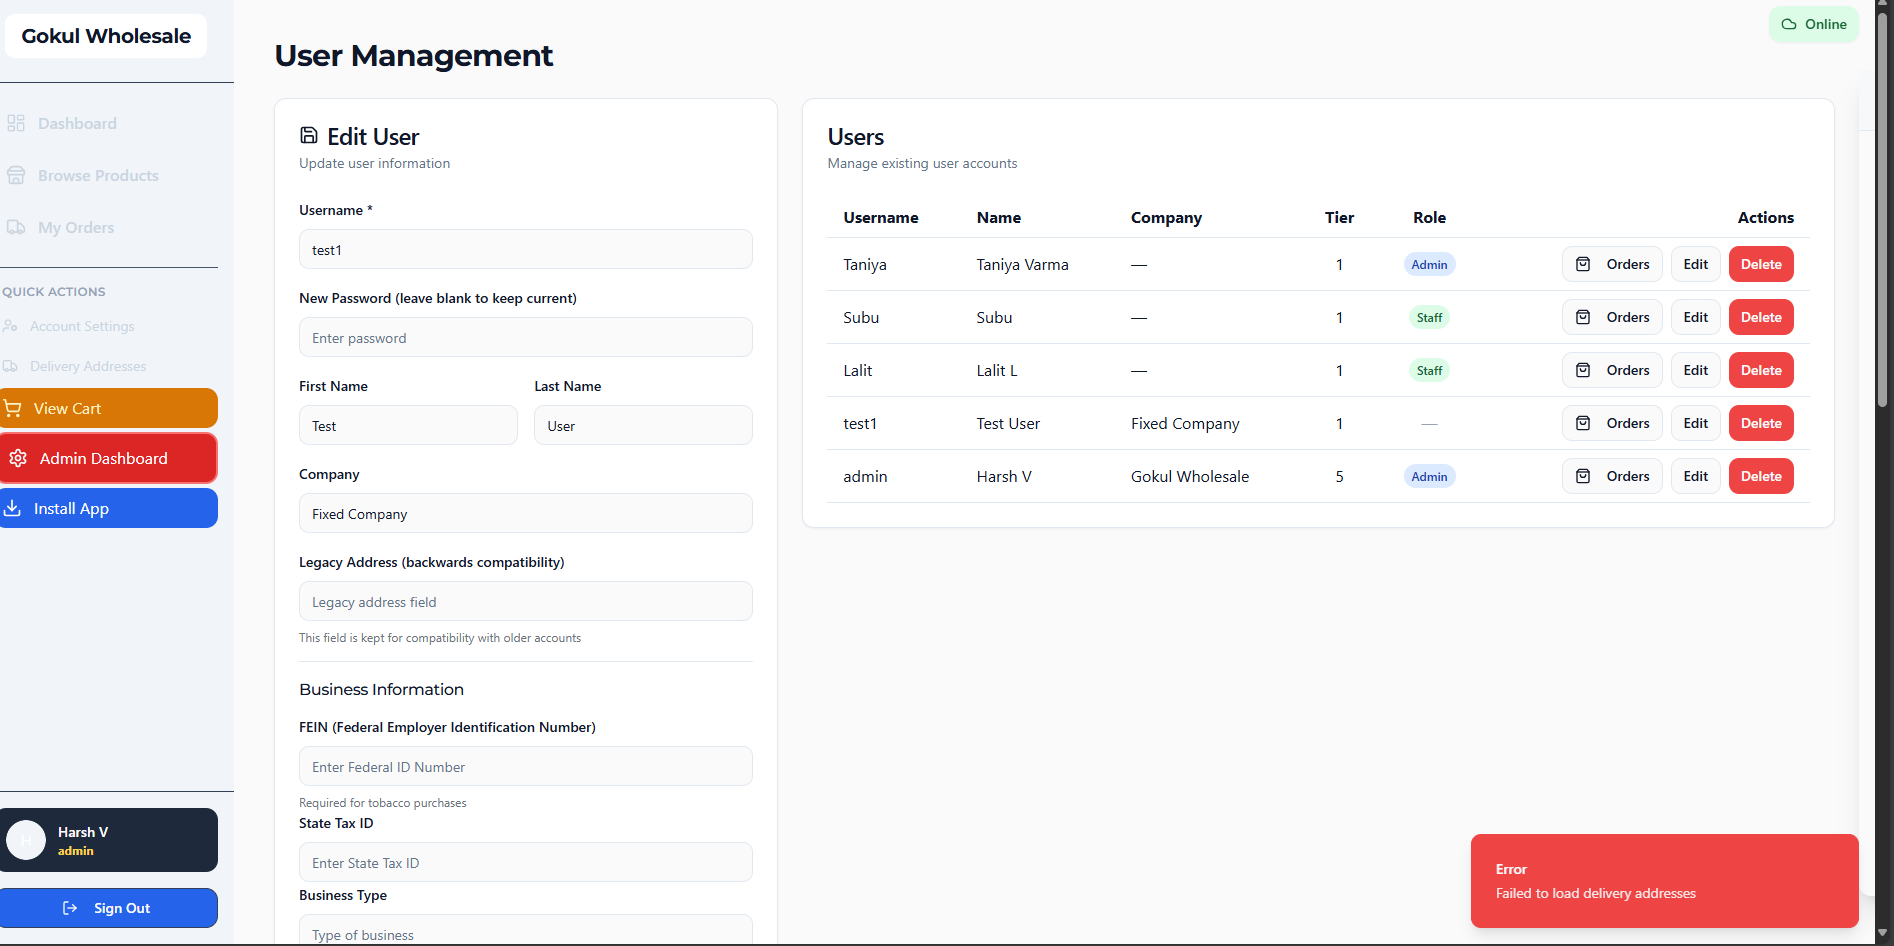 Gokul Wholesale
Dashboard
Browse Products
My Orders
QUICK ACTIONS
Account Settings
Delivery Addresses
View Cart
Admin Dashboard
Install App
H
Harsh V
admin
Sign Out
Online
User Management
Edit User
Update user information
Username *
test1
New Password (leave blank to keep current)
Enter password
First Name Last Name
Test User
Company
Fixed Company
Legacy Address (backwards compatibility)
Legacy address field
This field is kept for compatibility with older accounts
Business Information
FEIN (Federal Employer Identification Number)
Enter Federal ID Number
Required for tobacco purchases
State Tax ID
Enter State Tax ID
Business Type
Type of business
Users
Manage existing user accounts
Username Name Company Tier Role Actions
Taniya Taniya Varma — 1 Admin Orders Edit Delete
Subu Subu — 1 Staff Orders Edit Delete
Lalit Lalit L — 1 Staff Orders Edit Delete
test1 Test User Fixed Company 1 — Orders Edit Delete
admin Harsh V Gokul Wholesale 5 Admin Orders Edit Delete
Error
Failed to load delivery addresses